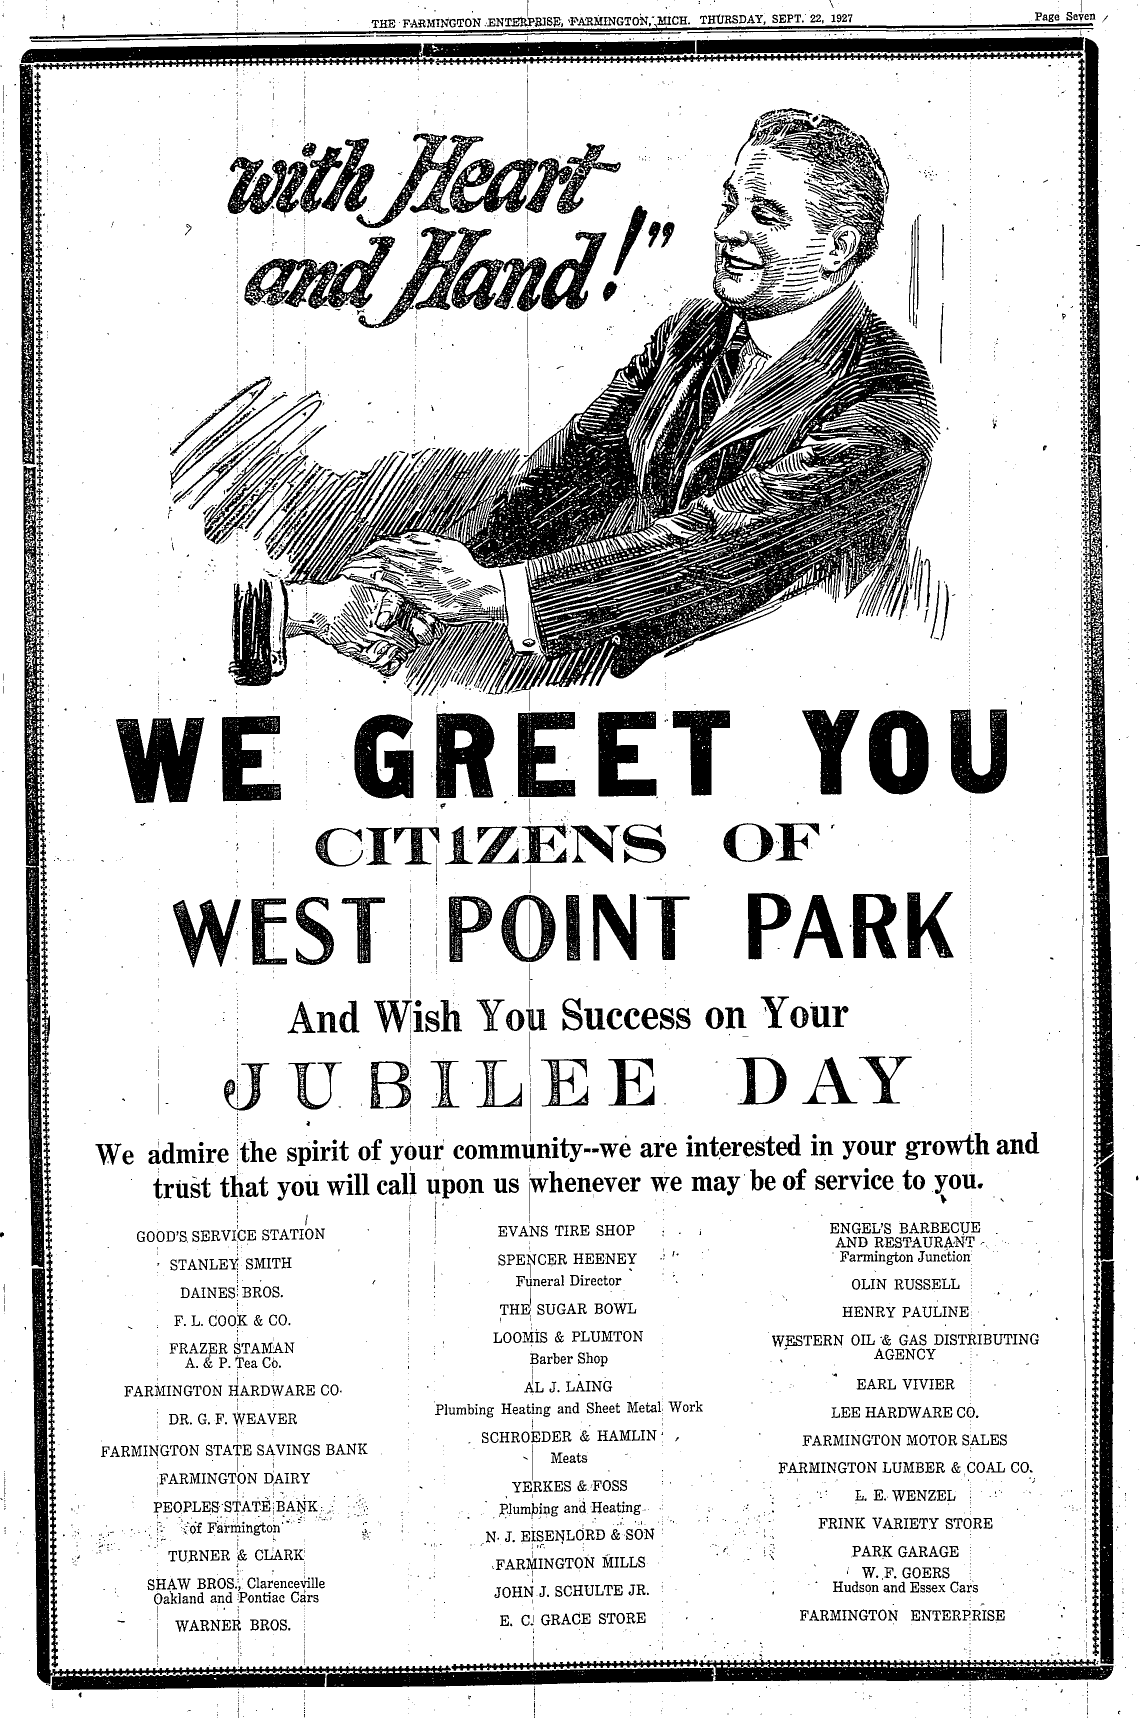 THE FARMINGTON ENTERPRISE, FARMINGTON, MICH. THURSDAY, SEPT. 22, 1927
Page Seven
with Heart
and Hand!”
WE GREET YOU
CITIZENS OF
WEST POINT PARK
And Wish You Success on Your
JUBILEE DAY
We admire the spirit of your community--we are interested in your growth and
trust that you will call upon us whenever we may be of service to you.
GOOD'S SERVICE STATION
STANLEY SMITH
DAINES BROS.
F. L. COOK & CO.
FRAZER STAMAN
A. & P. Tea Co.
FARMINGTON HARDWARE CO.
DR. G. F. WEAVER
FARMINGTON STATE SAVINGS BANK
FARMINGTON DAIRY
PEOPLES STATE BANK
of Farmington
TURNER & CLARK
SHAW BROS., Clarenceville
Oakland and Pontiac Cars
WARNER BROS.
EVANS TIRE SHOP
SPENCER HEENEY
Funeral Director
THE SUGAR BOWL
LOOMIS & PLUMTON
Barber Shop
AL J. LAING
Plumbing Heating and Sheet Metal Work
SCHROEDER & HAMLIN
Meats
YERKES & FOSS
Plumbing and Heating
N. J. EISENLORD & SON
FARMINGTON MILLS
JOHN J. SCHULTE JR.
E. C. GRACE STORE
ENGEL'S BARBECUE
AND RESTAURANT
Farmington Junction
OLIN RUSSELL
HENRY PAULINE
WESTERN OIL & GAS DISTRIBUTING
AGENCY
EARL VIVIER
LEE HARDWARE CO.
FARMINGTON MOTOR SALES
FARMINGTON LUMBER & COAL CO.
L. E. WENZEL
FRINK VARIETY STORE
PARK GARAGE
W. F. GOERS
Hudson and Essex Cars
FARMINGTON ENTERPRISE